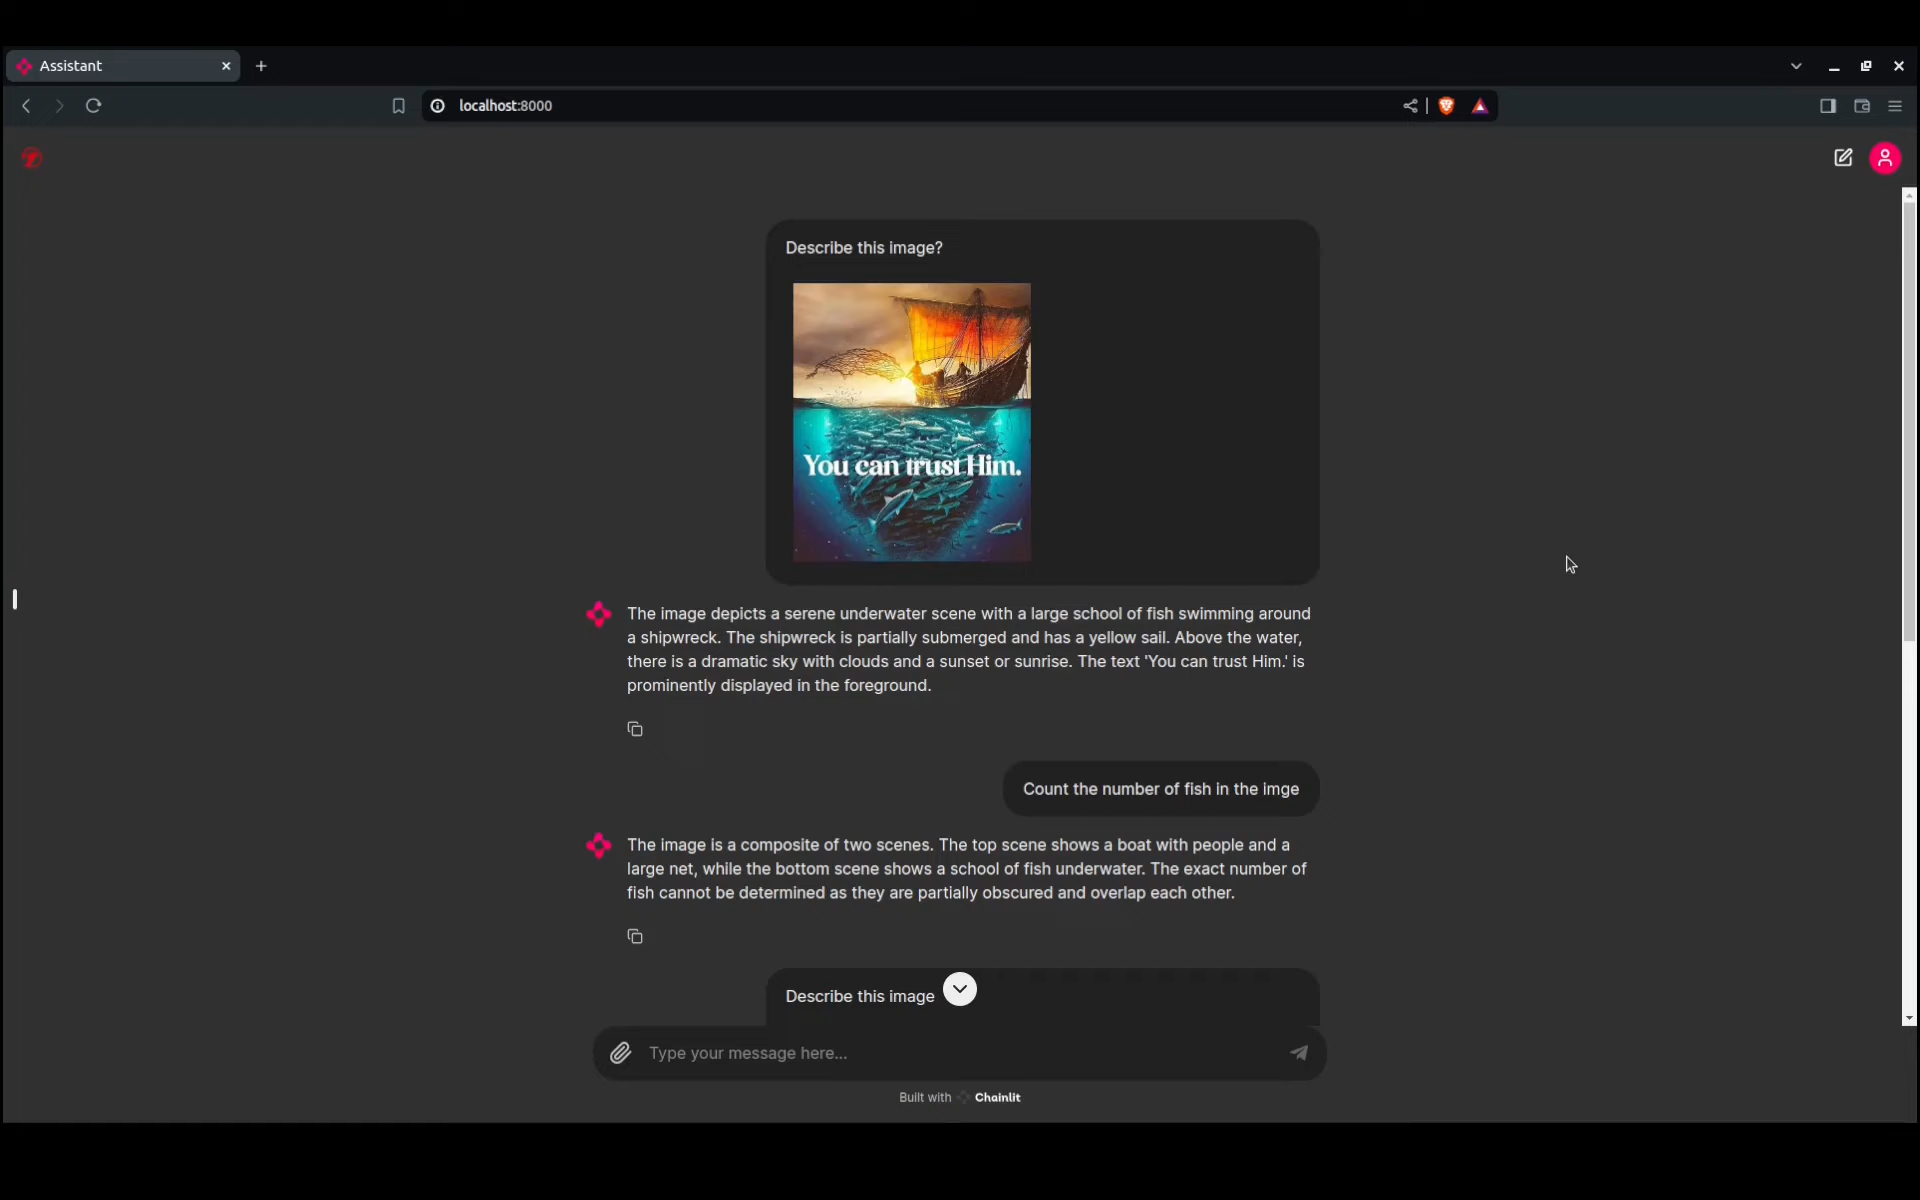 Assistant
localhost:8000
Describe this image?
You can trust Him.
The image depicts a serene underwater scene with a large school of fish swimming around
a shipwreck. The shipwreck is partially submerged and has a yellow sail. Above the water,
there is a dramatic sky with clouds and a sunset or sunrise. The text 'You can trust Him.' is
prominently displayed in the foreground.
Count the number of fish in the imge
The image is a composite of two scenes. The top scene shows a boat with people and a
large net, while the bottom scene shows a school of fish underwater. The exact number of
fish cannot be determined as they are partially obscured and overlap each other.
Describe this image
Type your message here...
Built with Chainlit